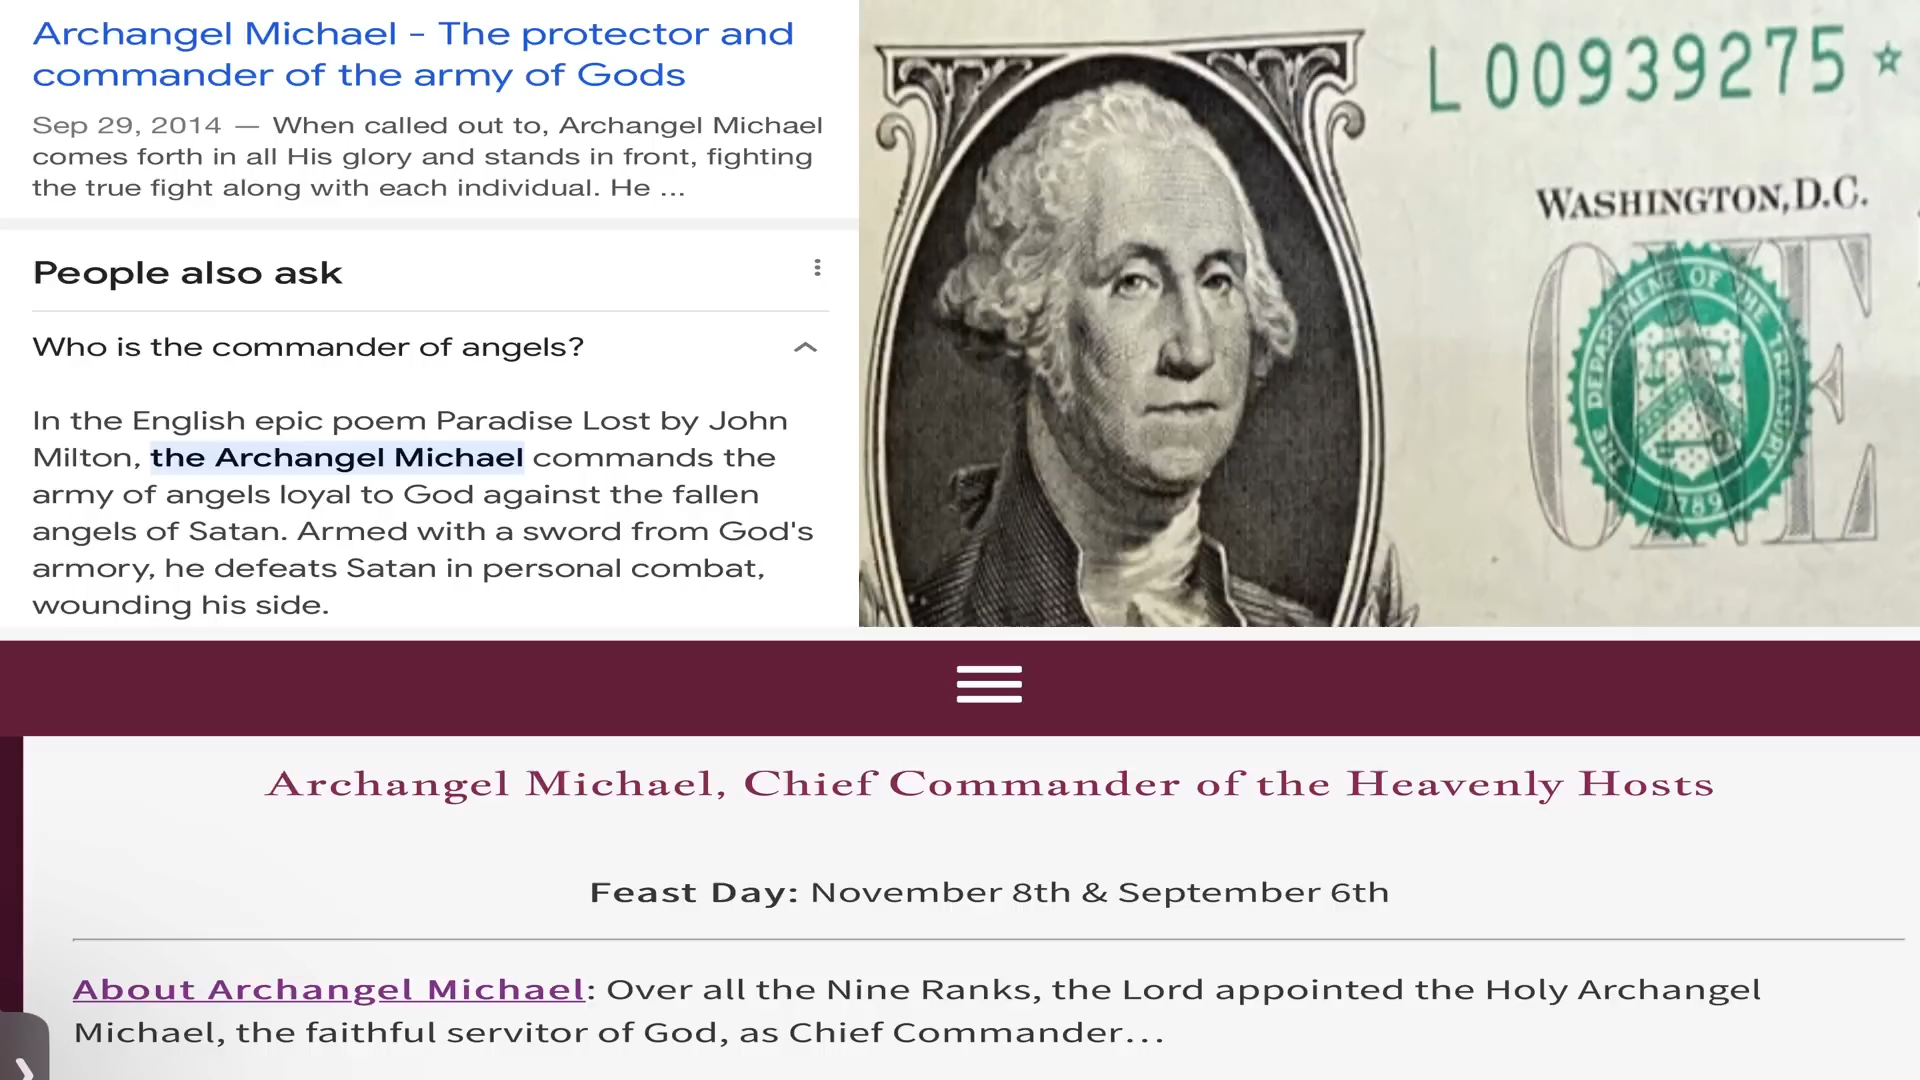 Archangel Michael - The protector and
commander of the army of Gods
Sep 29, 2014 — When called out to, Archangel Michael
comes forth in all His glory and stands in front, fighting
the true fight along with each individual. He ...
People also ask
Who is the commander of angels?
In the English epic poem Paradise Lost by John
Milton, the Archangel Michael commands the
army of angels loyal to God against the fallen
angels of Satan. Armed with a sword from God's
armory, he defeats Satan in personal combat,
wounding his side.
L 00939275 ☆
WASHINGTON, D.C.
ONE
THE DEPARTMENT OF THE TREASURY
1789
Archangel Michael, Chief Commander of the Heavenly Hosts
Feast Day: November 8th & September 6th
About Archangel Michael: Over all the Nine Ranks, the Lord appointed the Holy Archangel
Michael, the faithful servitor of God, as Chief Commander...